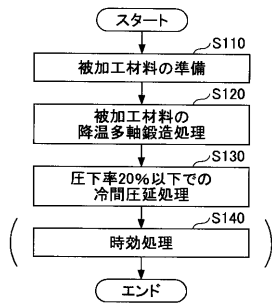 スタート
S110
被加工材料の準備
S120
被加工材料の
降温多軸鍛造処理
S130
圧下率20%以下での
冷間圧延処理
S140
時効処理
エンド